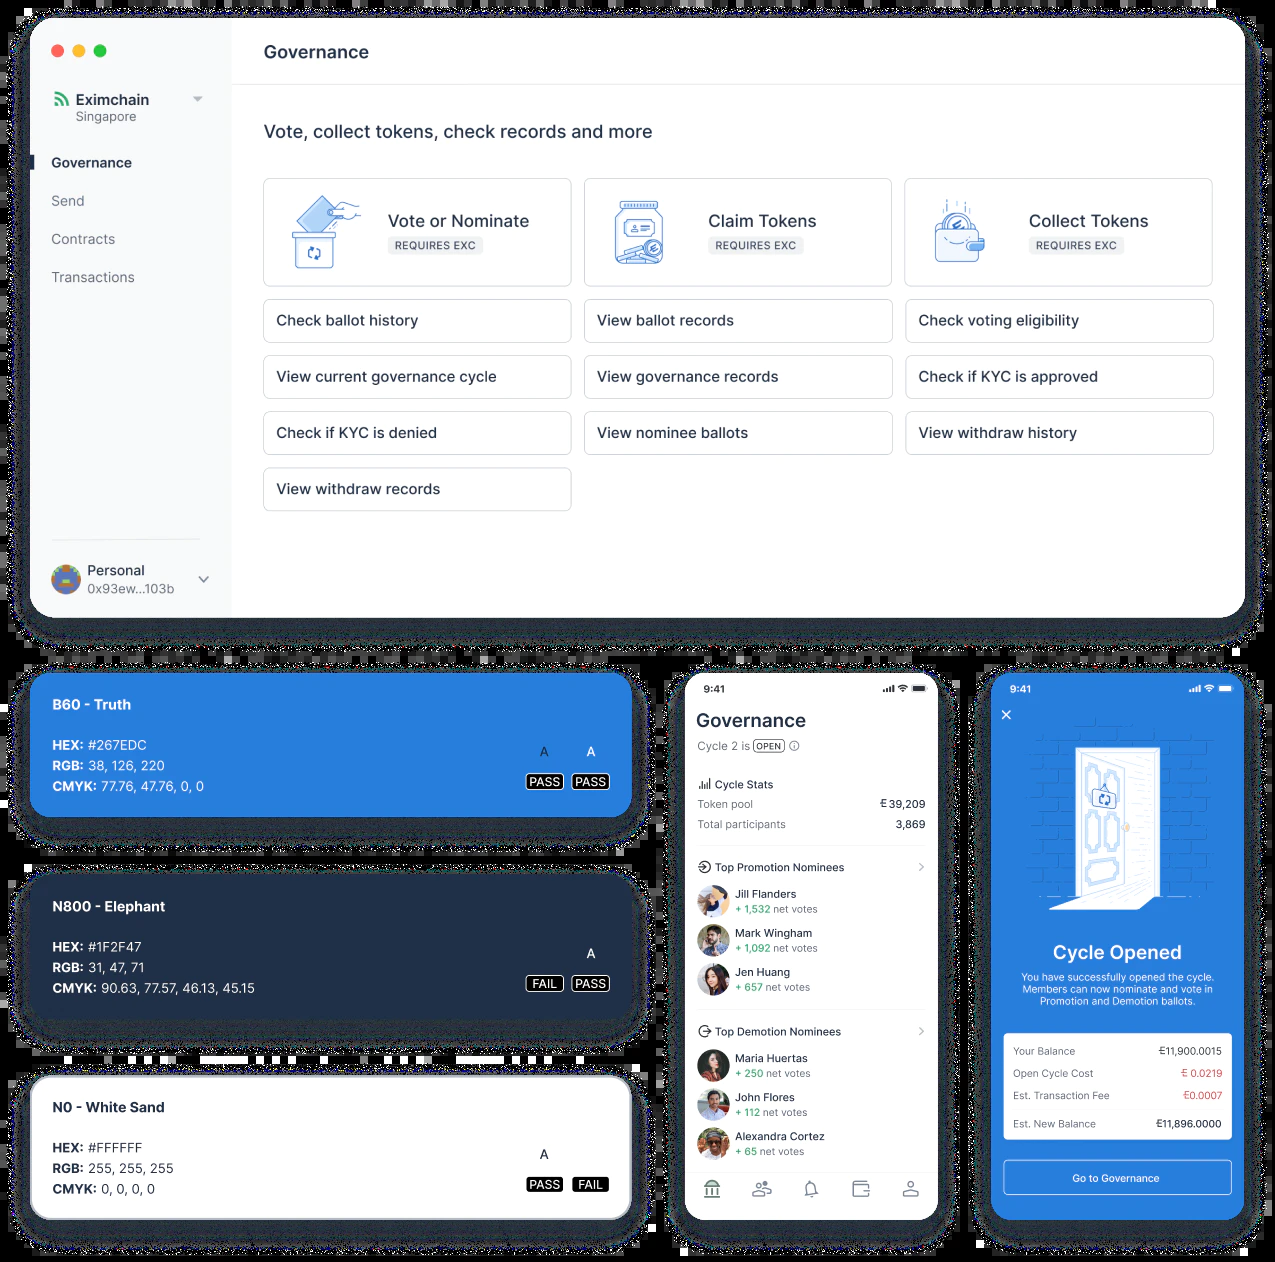 Governance
Eximchain
Singapore
Governance
Send
Contracts
Transactions
Personal
0x93ew...103b
Vote, collect tokens, check records and more
Vote or Nominate
REQUIRES EXC
Claim Tokens
REQUIRES EXC
Collect Tokens
REQUIRES EXC
Check ballot history
View ballot records
Check voting eligibility
View current governance cycle
View governance records
Check if KYC is approved
Check if KYC is denied
View nominee ballots
View withdraw history
View withdraw records
B60 - Truth
HEX: #267EDC
RGB: 38, 126, 220
CMYK: 77.76, 47.76, 0, 0
A A
PASS PASS
N800 - Elephant
HEX: #1F2F47
RGB: 31, 47, 71
CMYK: 90.63, 77.57, 46.13, 45.15
A
FAIL PASS
N0 - White Sand
HEX: #FFFFFF
RGB: 255, 255, 255
CMYK: 0, 0, 0, 0
A
PASS FAIL
9:41
Governance
Cycle 2 is OPEN
Cycle Stats
Token pool 39,209
Total participants 3,869
Top Promotion Nominees
Jill Flanders
+ 1,532 net votes
Mark Wingham
+ 1,092 net votes
Jen Huang
+ 657 net votes
Top Demotion Nominees
Maria Huertas
+ 250 net votes
John Flores
+ 112 net votes
Alexandra Cortez
+ 65 net votes
9:41
Cycle Opened
You have successfully opened the cycle.
Members can now nominate and vote in
Promotion and Demotion ballots.
Your Balance 11,900.0015
Open Cycle Cost 0.0219
Est. Transaction Fee 0.0007
Est. New Balance 11,896.0000
Go to Governance